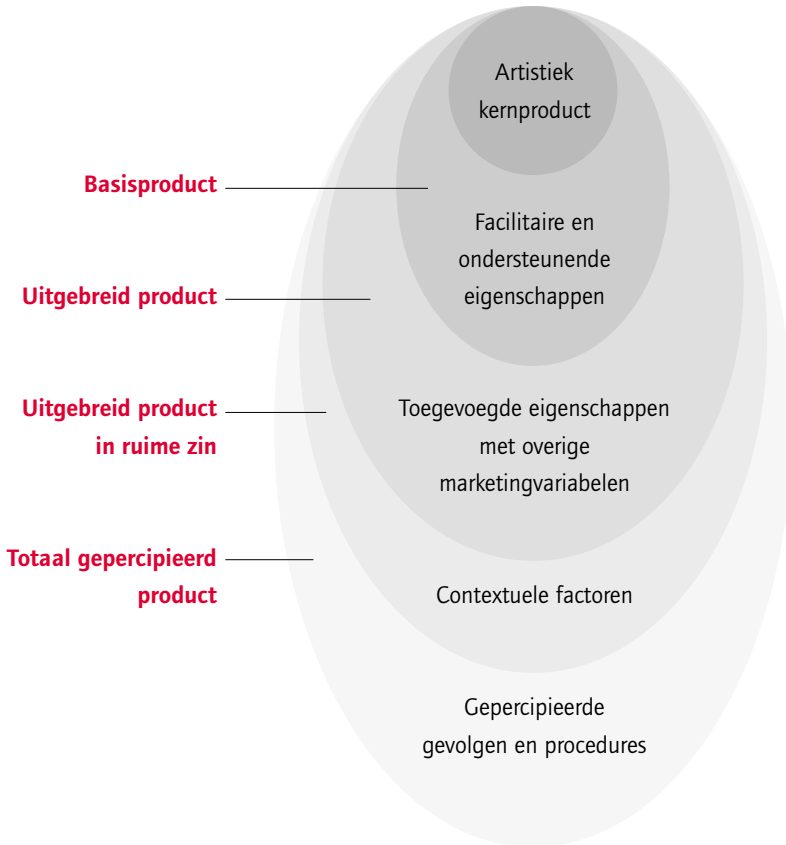 Artistiek
kernproduct
Basisproduct
Facilitaire en
ondersteunende
eigenschappen
Uitgebreid product
Uitgebreid product
in ruime zin
Toegevoegde eigenschappen
met overige
marketingvariabelen
Totaal gepercipieerd
product
Contextuele factoren
Gepercipieerde
gevolgen en procedures